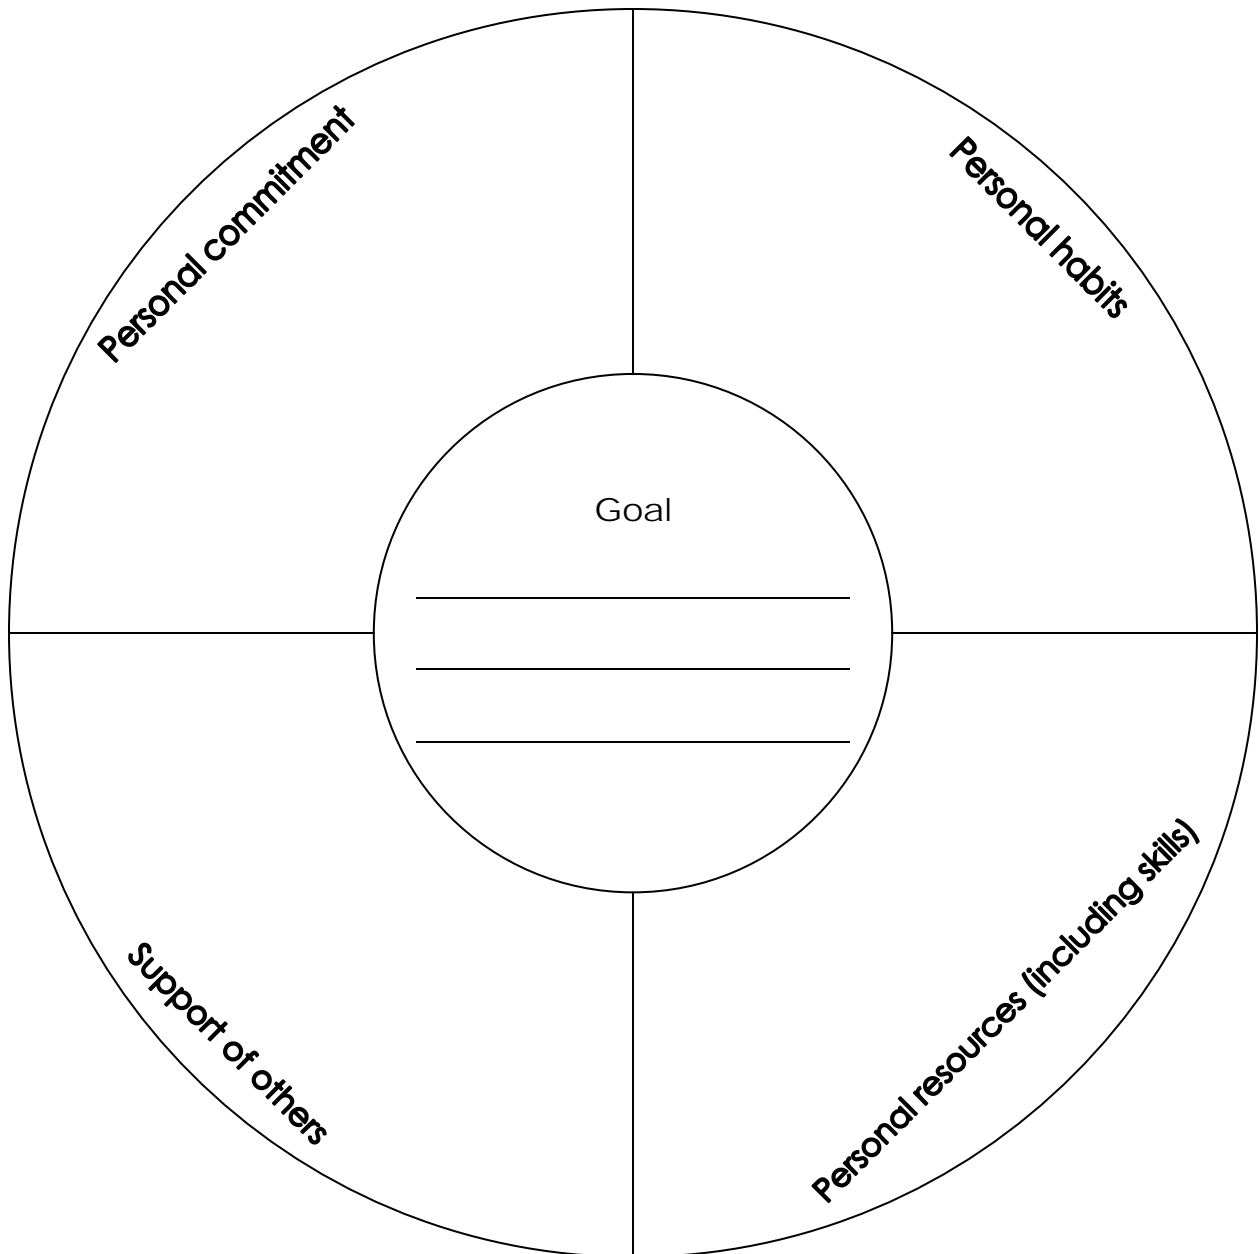 Personal commitment
Personal habits
Goal
Support of others
Personal resources (including skills)